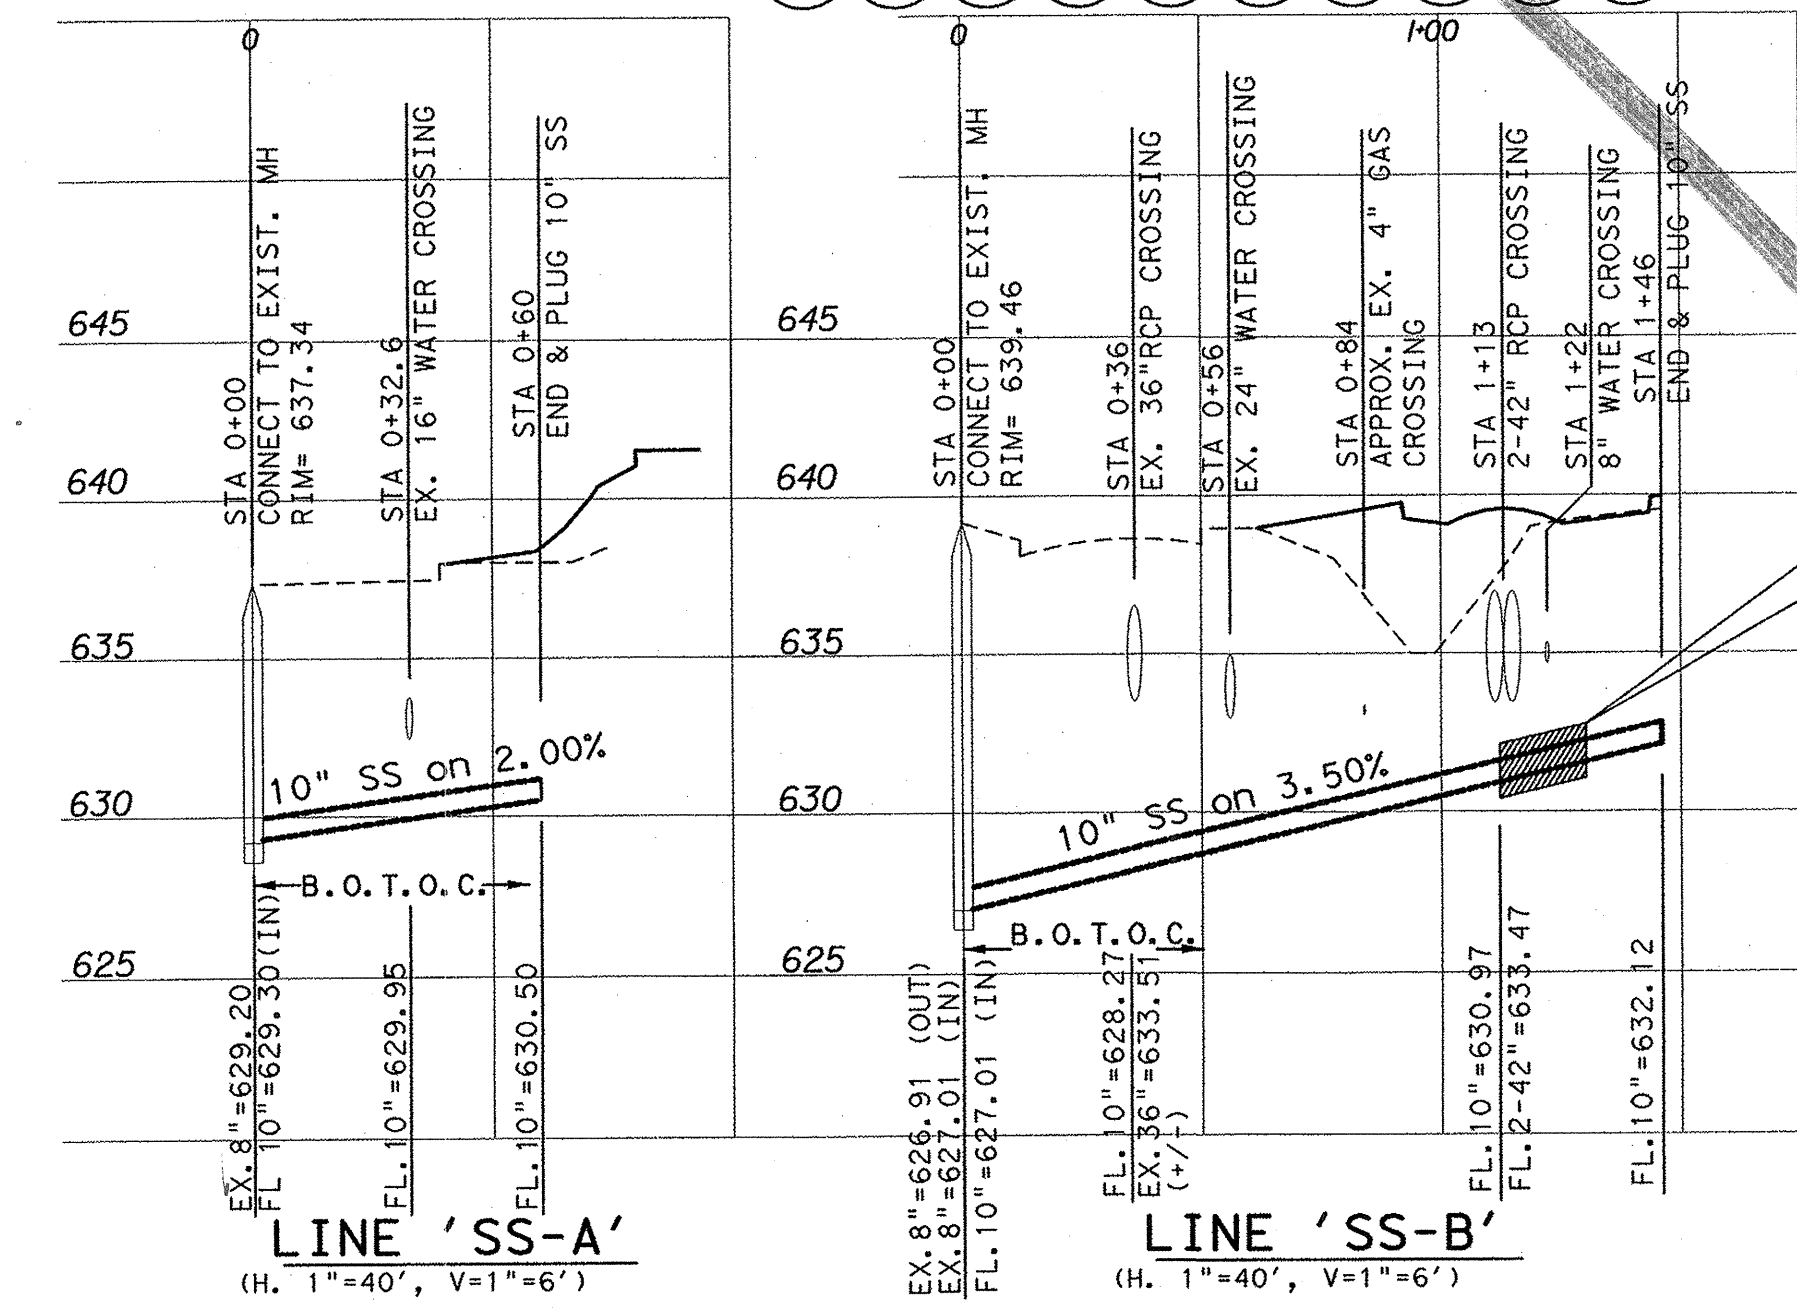 0
STA 0+00
CONNECT TO EXIST. MH
RIM= 637.34
STA 0+32.6
EX. 16" WATER CROSSING
STA 0+60
END & PLUG 10" SS
645
640
635
630
625
10" SS on 2.00%
B.O.T.O.C.
EX.8"=629.20
FL 10"=629.30(IN)
FL.10"=629.95
FL.10"=630.50
LINE 'SS-A'
(H. 1"=40', V=1"=6')
0
1+00
STA 0+00
CONNECT TO EXIST. MH
RIM= 639.46
STA 0+36
EX. 36"RCP CROSSING
STA 0+56
EX. 24" WATER CROSSING
STA 0+84
APPROX. EX. 4" GAS
CROSSING
STA 1+13
2-42" RCP CROSSING
STA 1+22
8" WATER CROSSING
STA 1+46
END & PLUG 10" SS
645
640
635
630
625
10" SS on 3.50%
B.O.T.O.C.
EX.8"=626.91 (OUT)
EX.8"=627.01 (IN)
FL.10"=627.01 (IN)
FL.10"=628.27
EX.36"=633.51
(+/-)
FL.10"=630.97
FL.2-42"=633.47
FL.10"=632.12
LINE 'SS-B'
(H. 1"=40', V=1"=6')